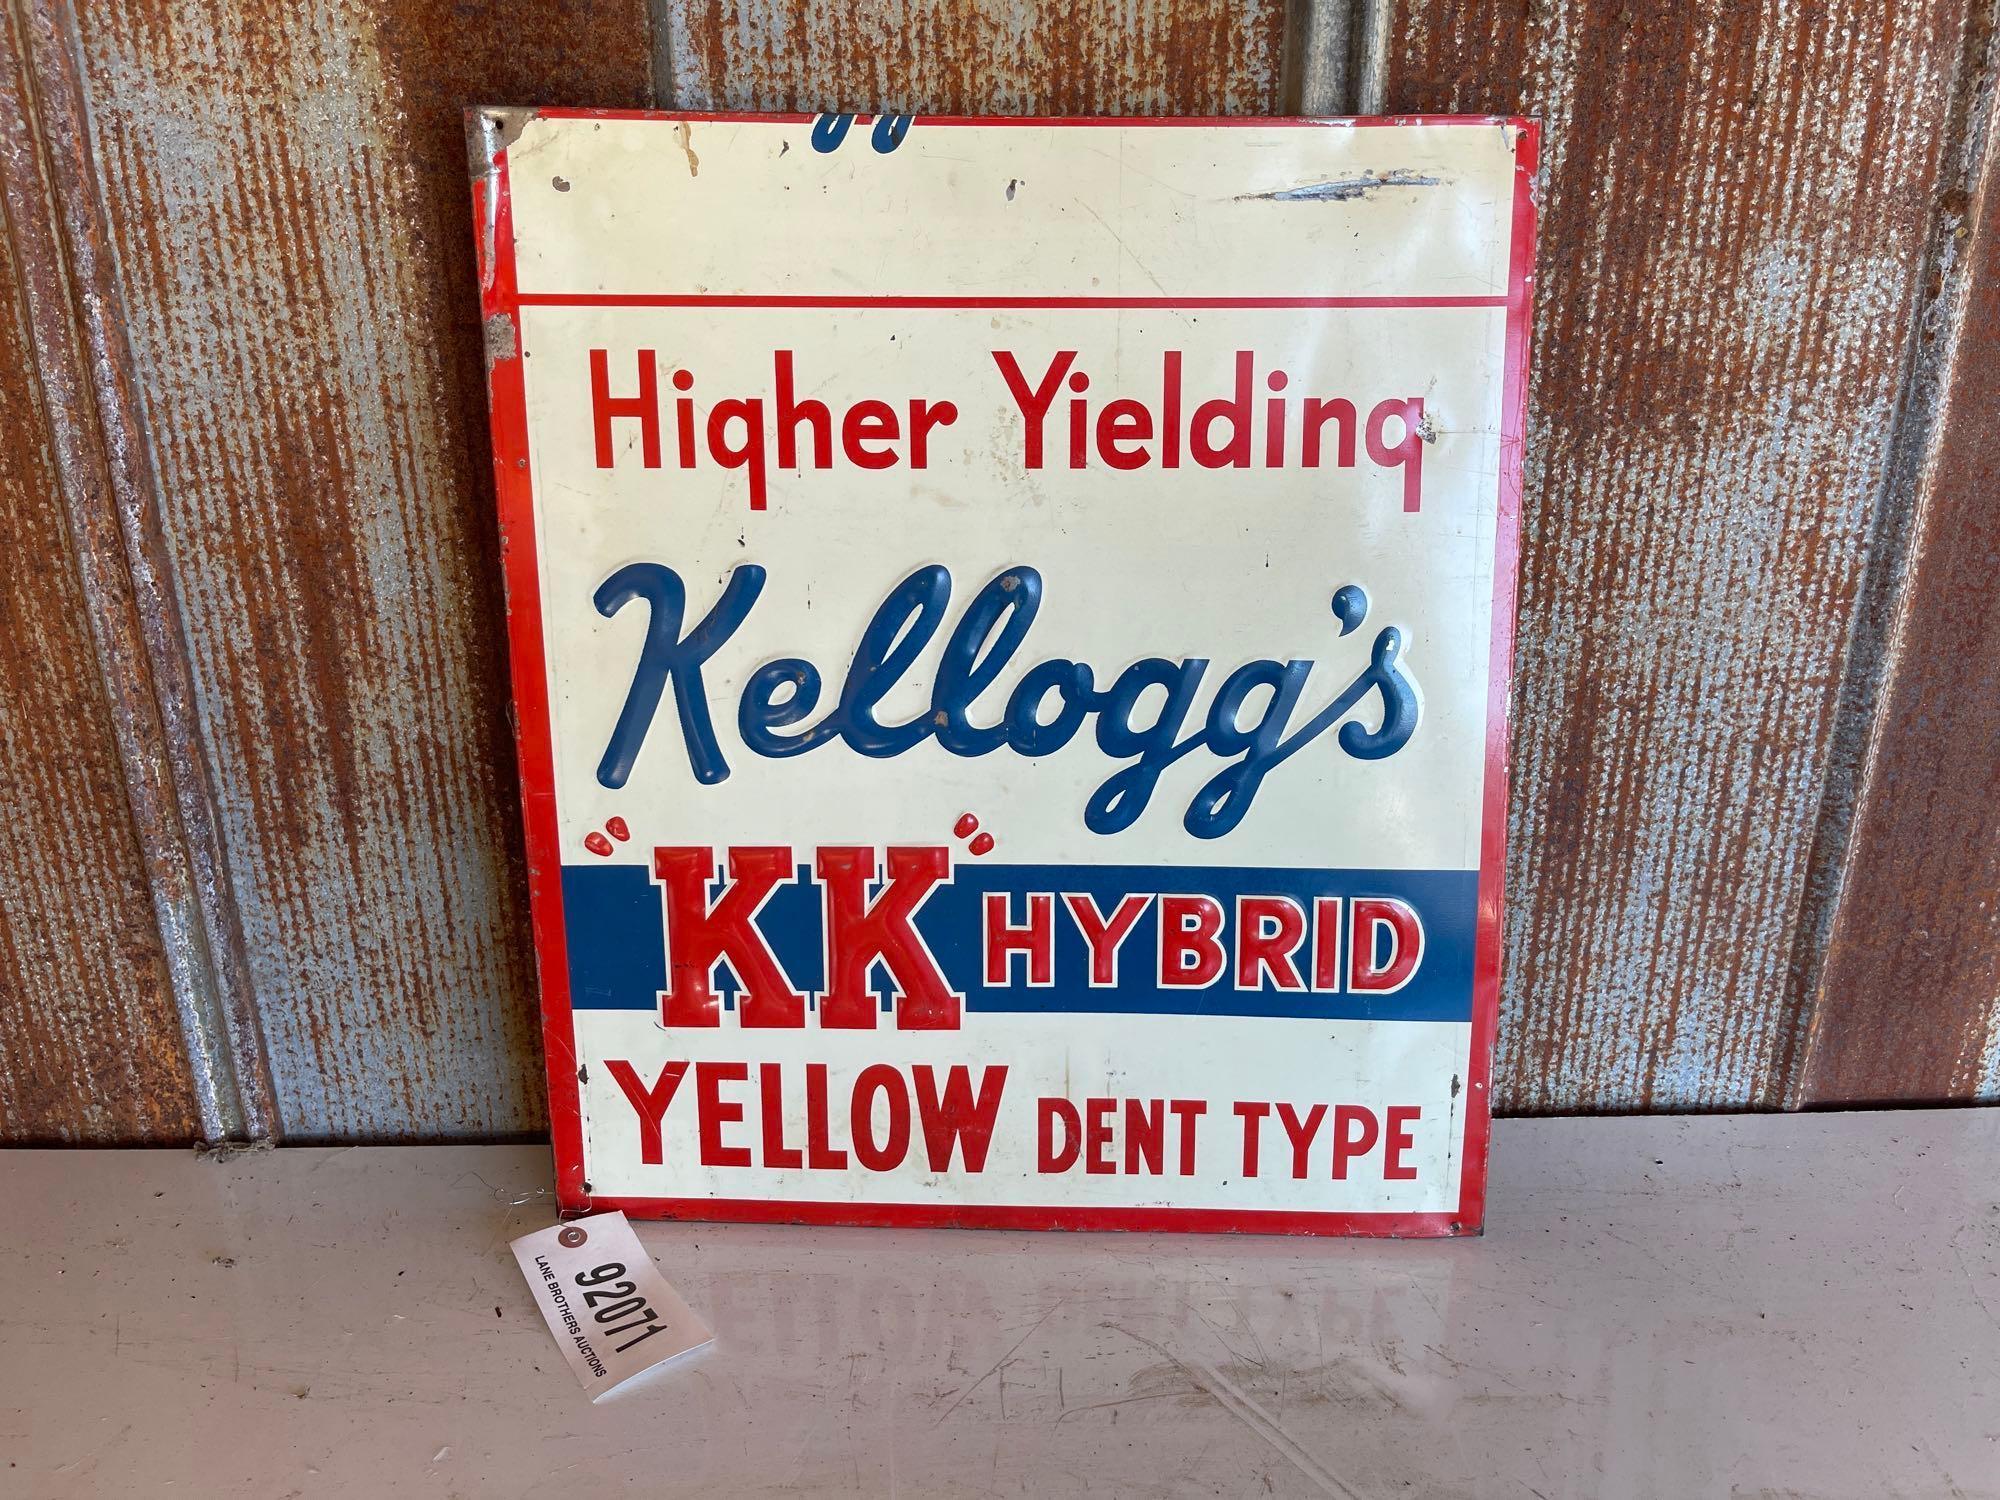 Higher Yielding
Kellogg's
"KK" HYBRID
YELLOW DENT TYPE
92071
LANE BROTHERS AUCTIONS